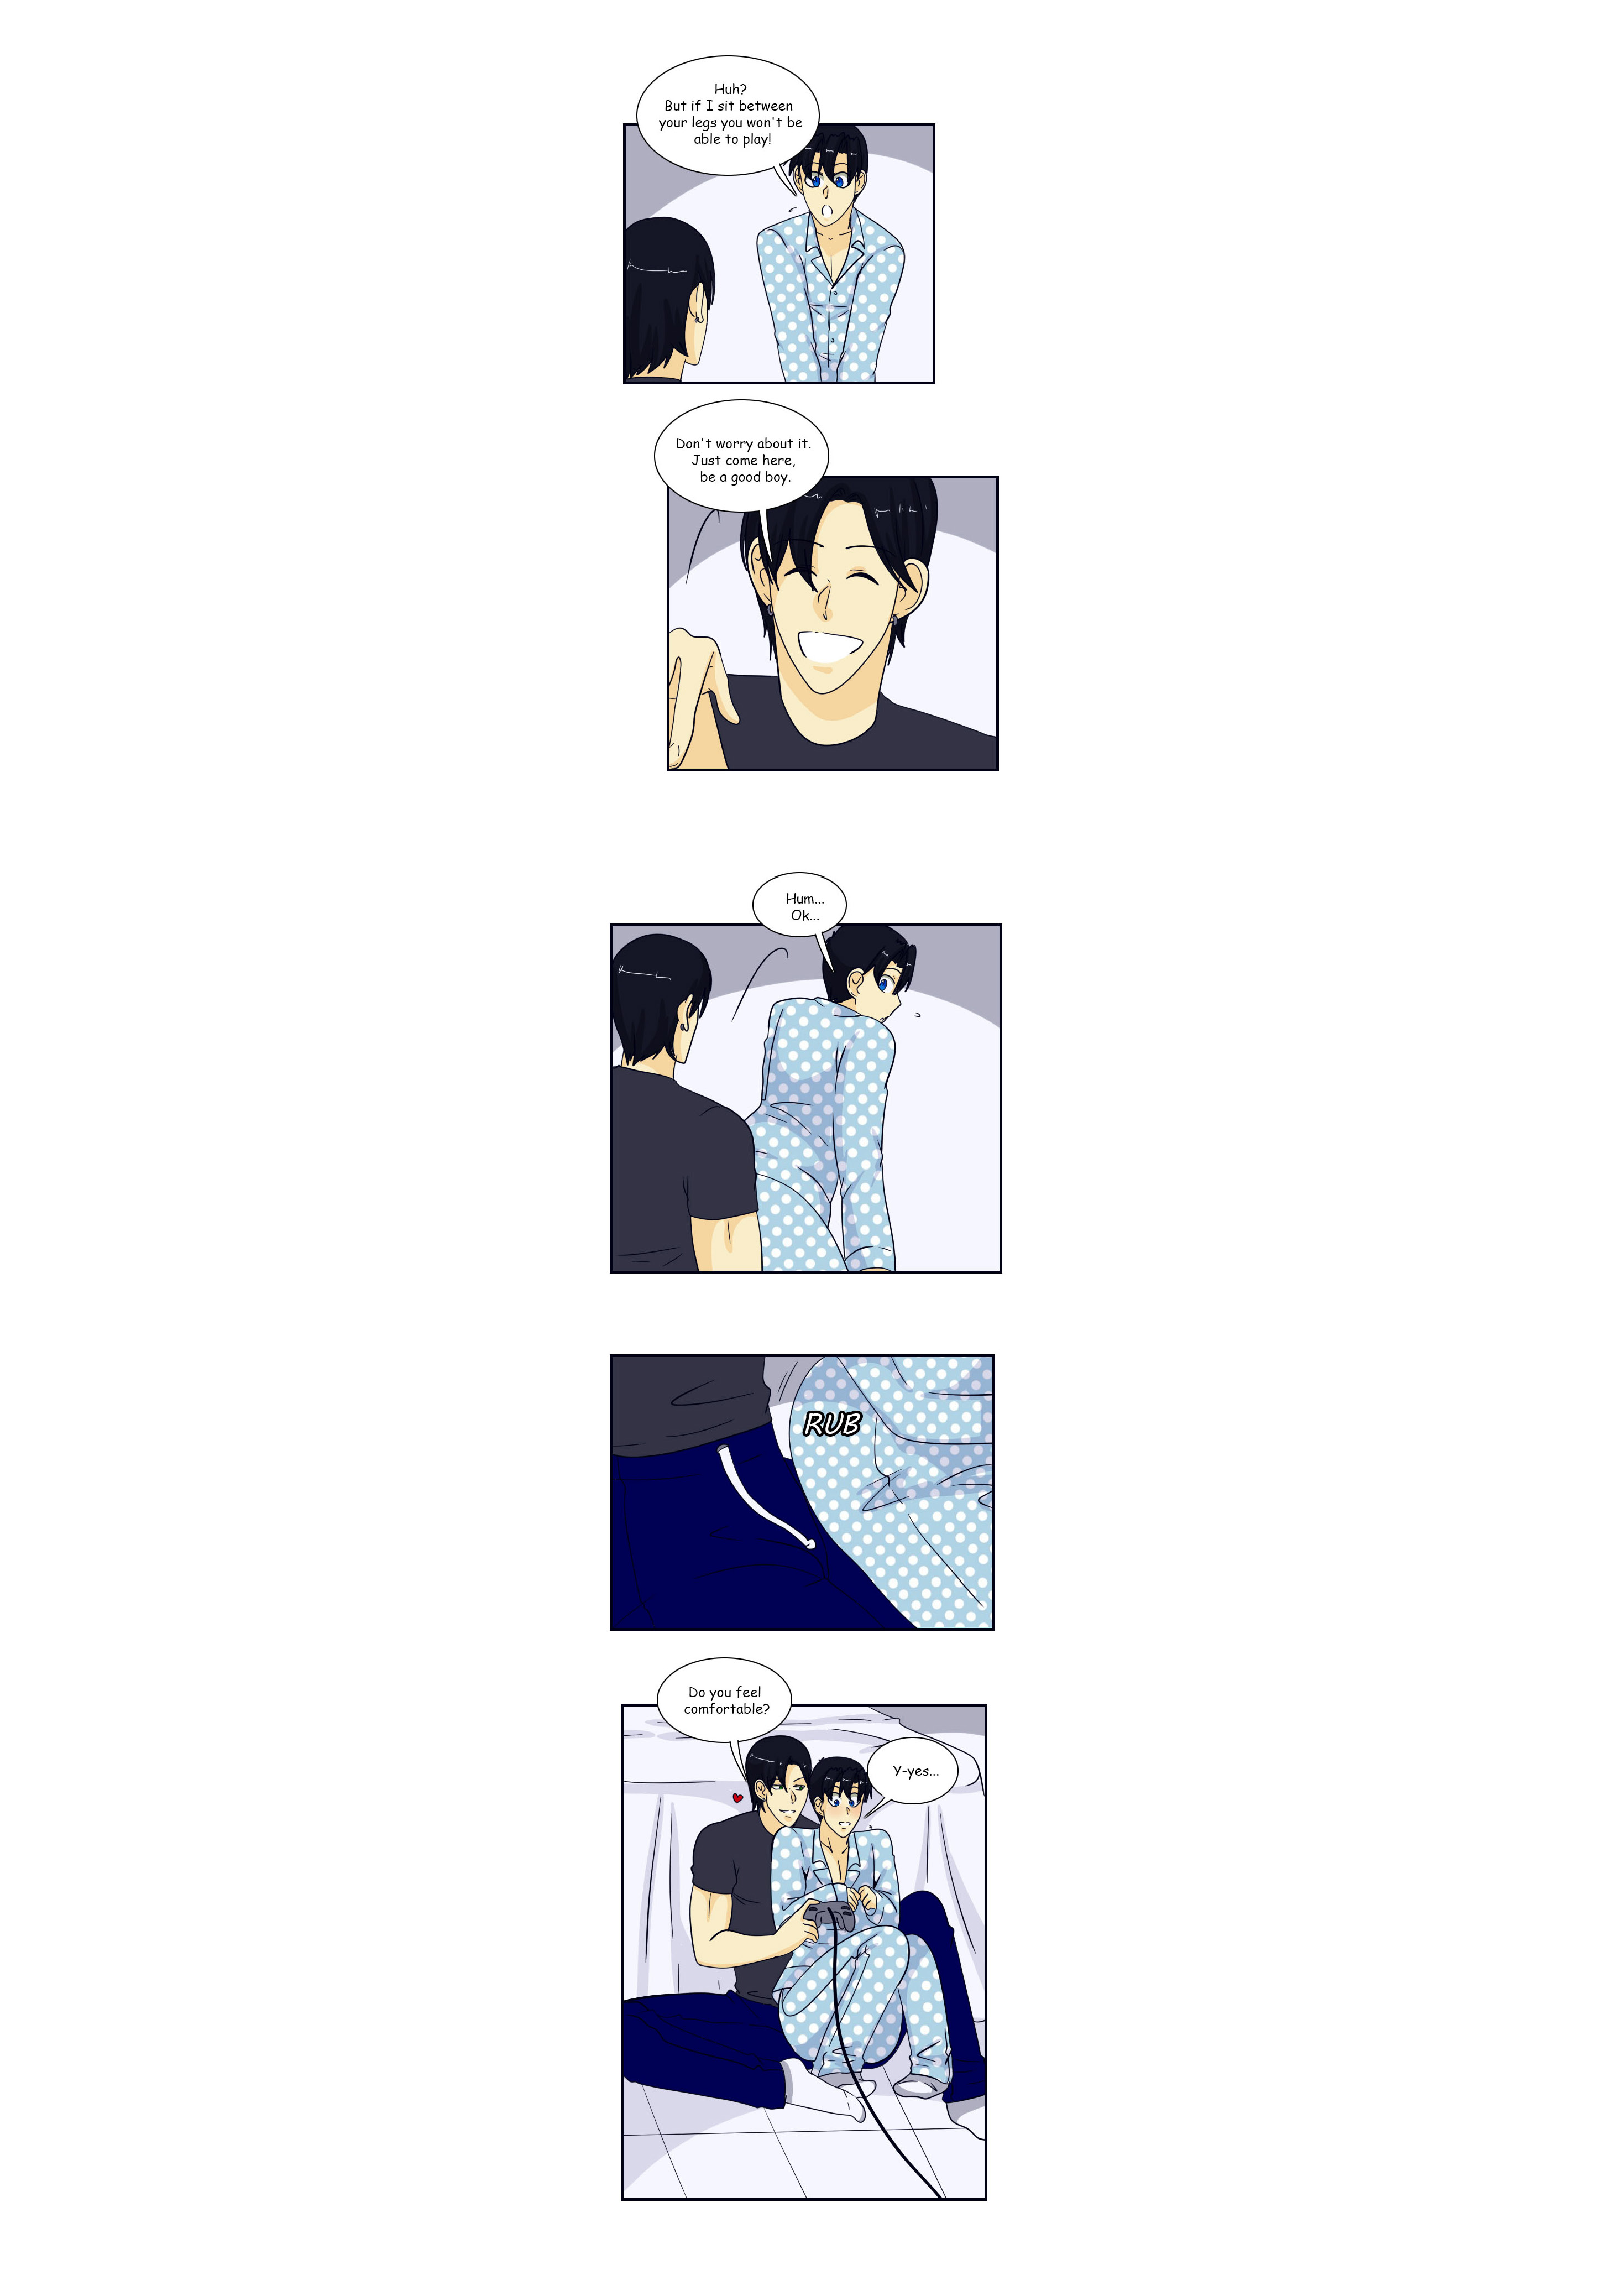 Huh?
But if I sit between
your legs you won't be
able to play!
Don't worry about it.
Just come here,
be a good boy.
Hum...
Ok...
RUB
Do you feel
comfortable?
Y-yes...